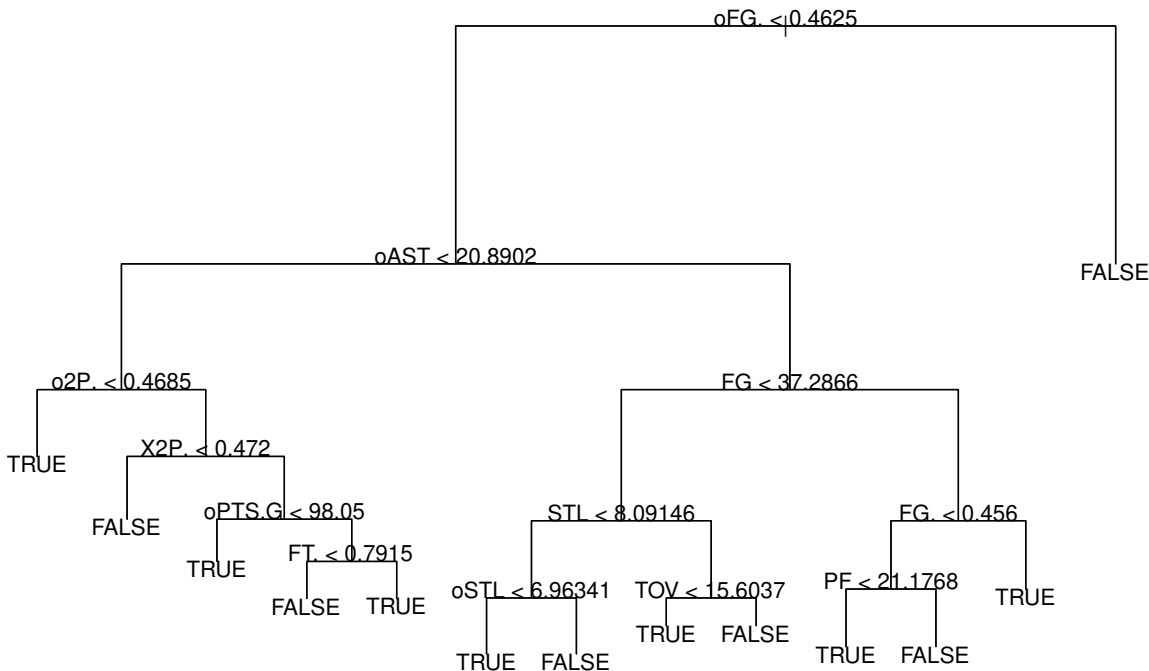 oFG. < 0.4625
oAST < 20.8902
FALSE
o2P. < 0.4685
FG < 37.2866
X2P. < 0.472
TRUE
oPTS.G < 98.05
STL < 8.09146
FG. < 0.456
FALSE
FT. < 0.7915
TRUE
PF < 21.1768
oSTL < 6.96341
TOV < 15.6037
TRUE
FALSE
TRUE
TRUE
FALSE
TRUE
FALSE
TRUE
FALSE